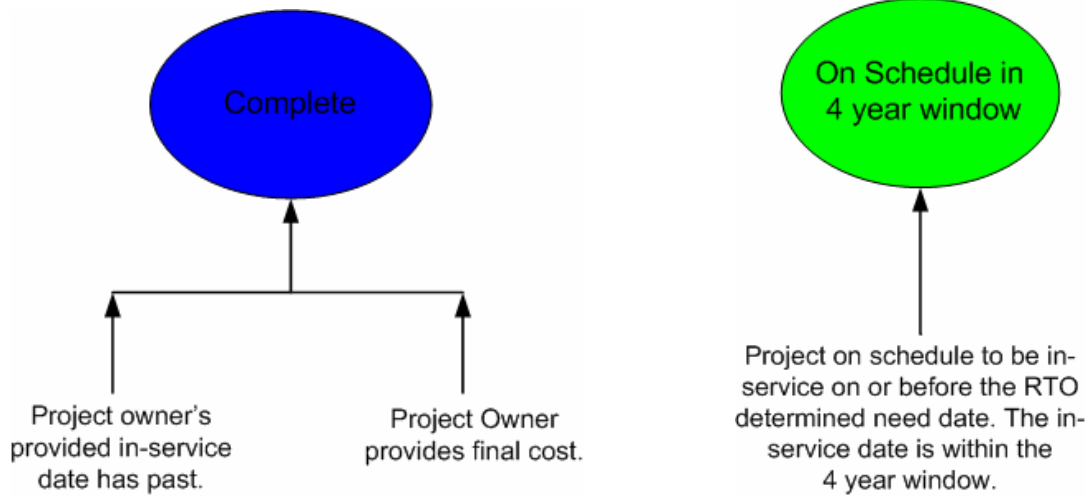 Complete
On Schedule in
4 year window
Project owner's
provided in-service
date has past.
Project Owner
provides final cost.
Project on schedule to be in-
service on or before the RTO
determined need date. The in-
service date is within the
4 year window.